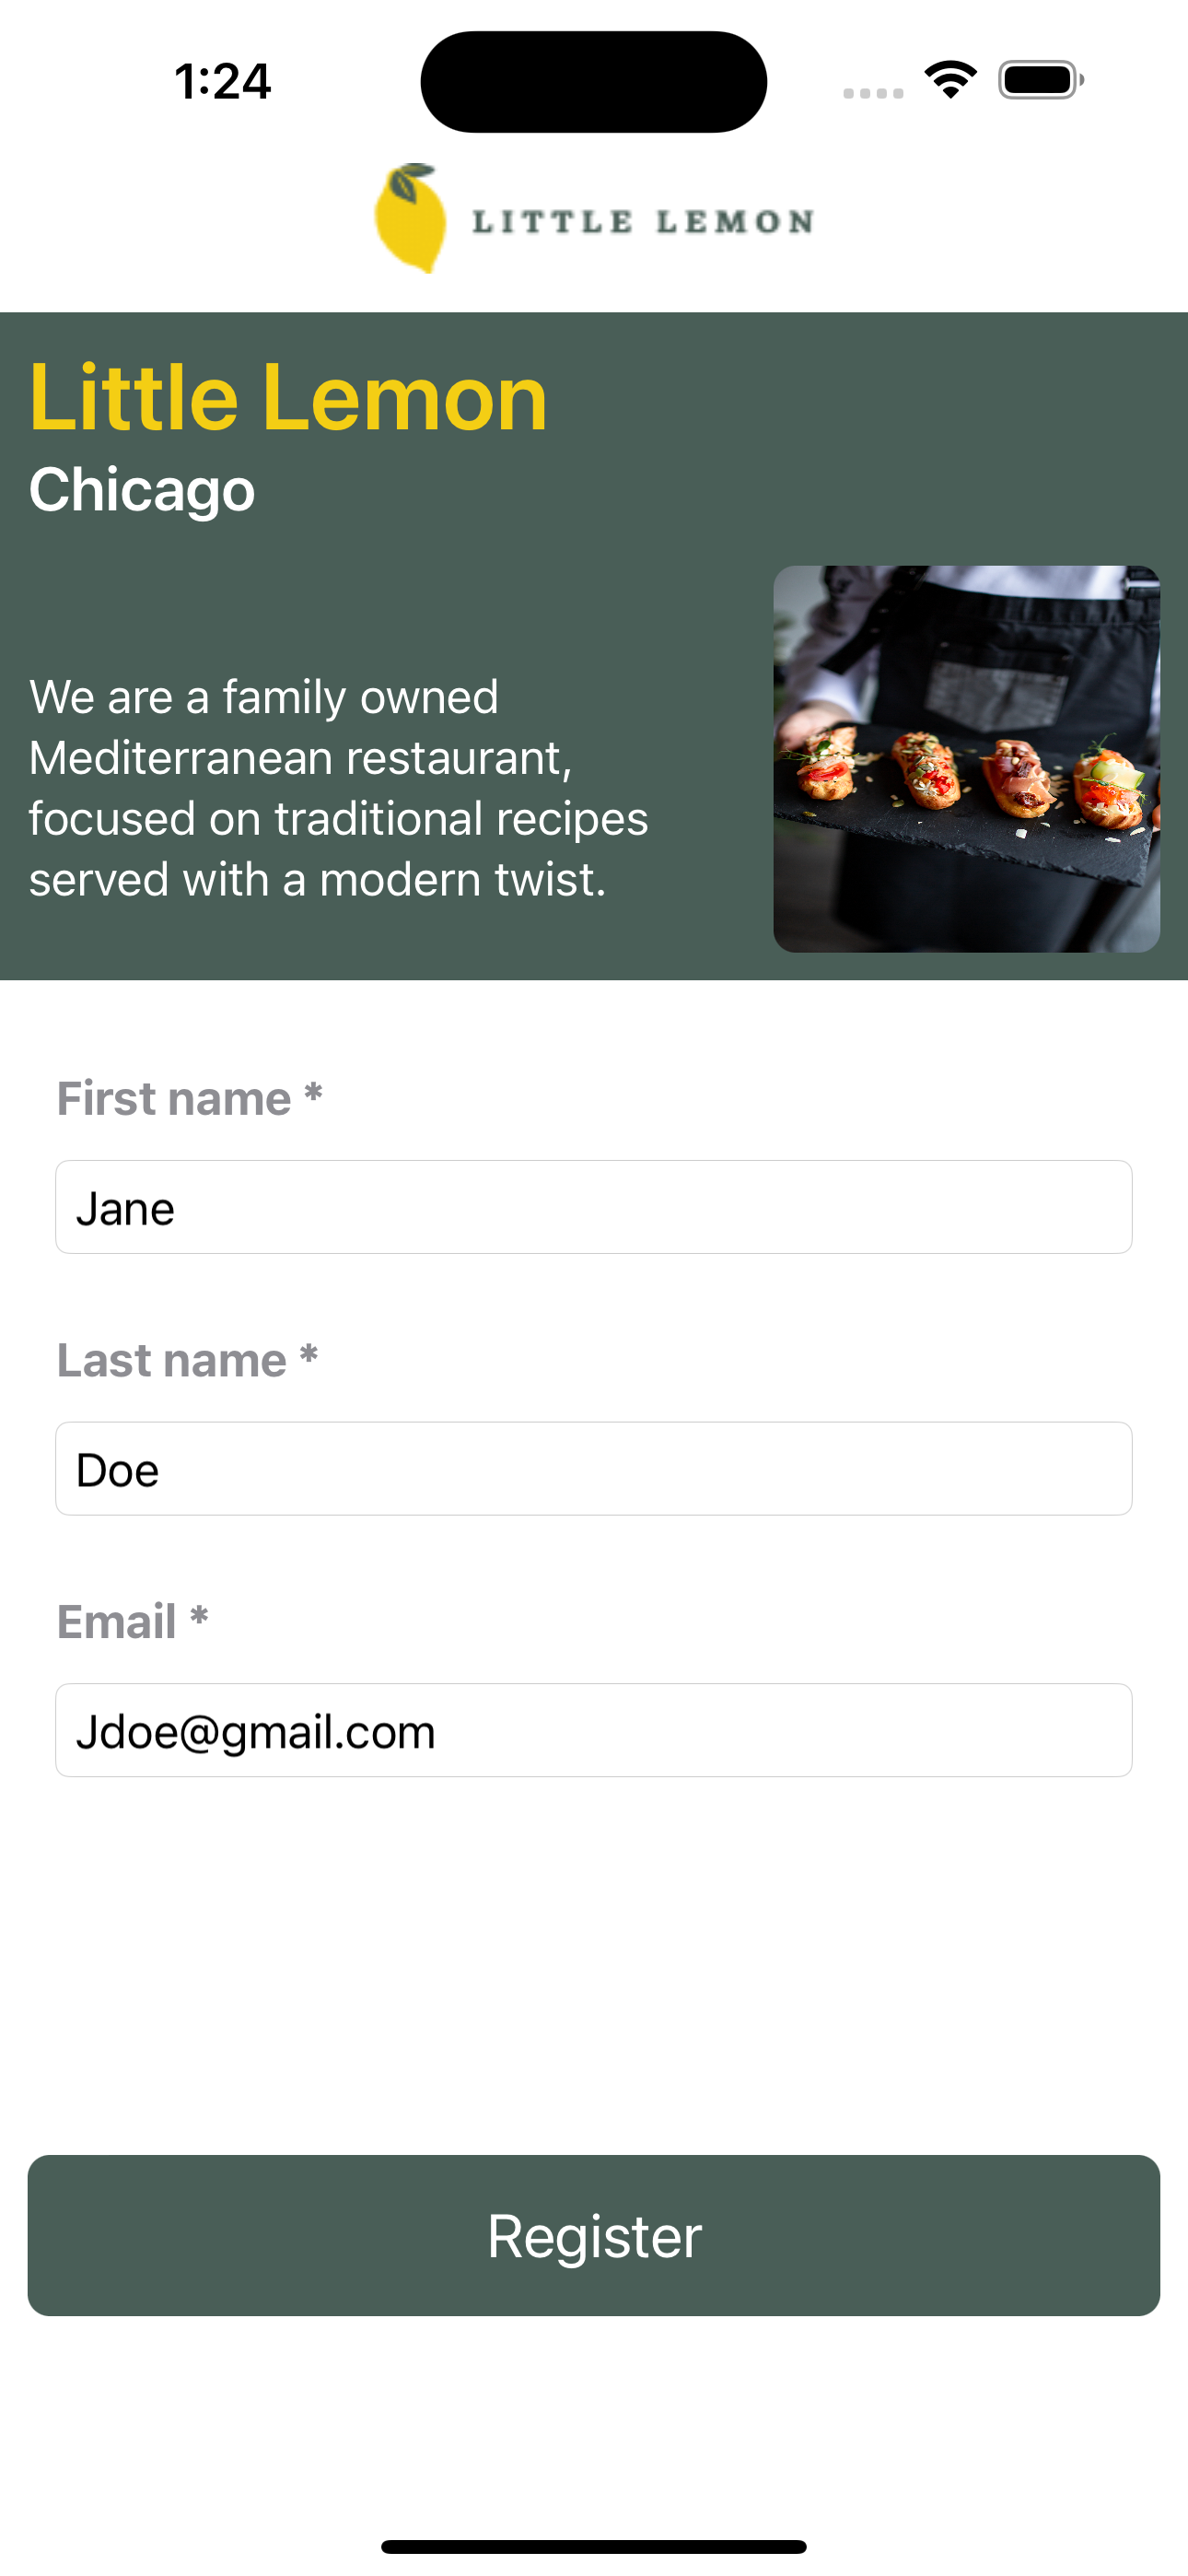 1:24
LITTLE LEMON
Little Lemon
Chicago
We are a family owned
Mediterranean restaurant,
focused on traditional recipes
served with a modern twist.
First name *
Jane
Last name *
Doe
Email *
Jdoe@gmail.com
Register